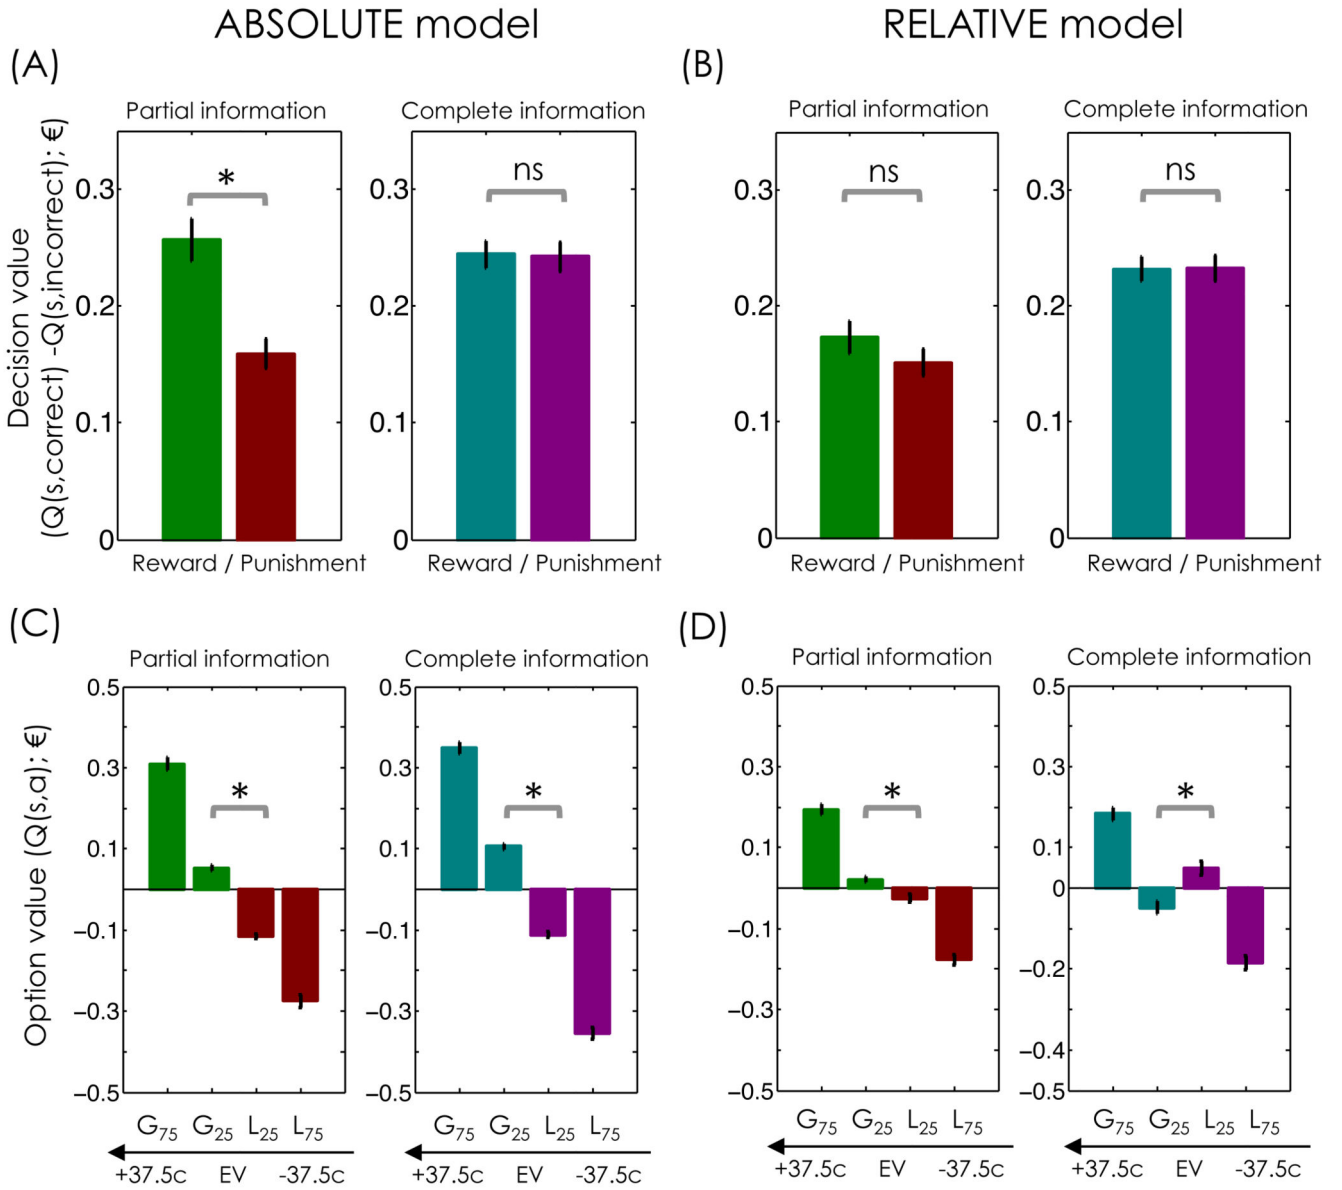 ABSOLUTE model
RELATIVE model
(A)
(B)
Partial information
Complete information
Partial information
Complete information
Decision value
(Q(s,correct) -Q(s,incorrect); €)
0.3
0.2
0.1
0
*
Reward / Punishment
0.3
0.2
0.1
0
ns
Reward / Punishment
0.3
0.2
0.1
0
ns
Reward / Punishment
0.3
0.2
0.1
0
ns
Reward / Punishment
(C)
(D)
Partial information
Complete information
Partial information
Complete information
Option value (Q(s,a); €)
0.5
0.3
0.1
−0.1
−0.3
−0.5
*
G75 G25 L25 L75
+37.5c EV -37.5c
0.5
0.3
0.1
−0.1
−0.3
−0.5
*
G75 G25 L25 L75
+37.5c EV -37.5c
0.5
0.3
0.1
−0.1
−0.3
−0.5
*
G75 G25 L25 L75
+37.5c EV -37.5c
0.5
0.3
0.2
0.1
0
−0.2
−0.1
−0.4
−0.5
*
G75 G25 L25 L75
+37.5c EV -37.5c